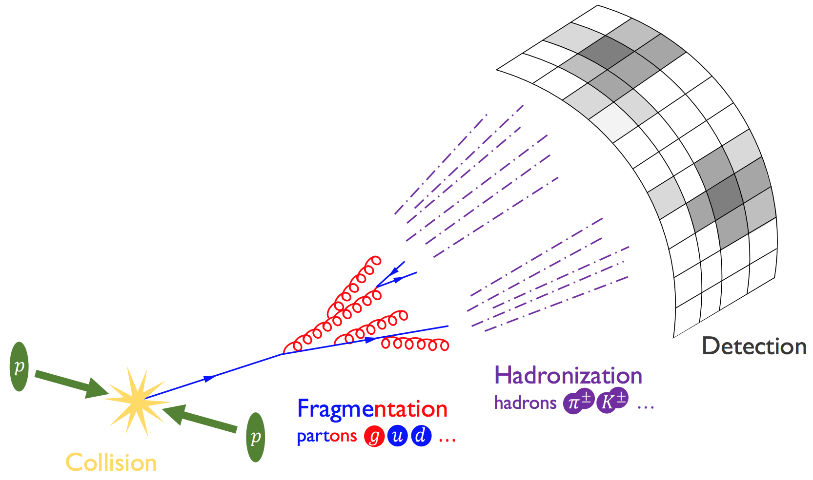 Detection
Hadronization
hadrons π± K± ...
p
Fragmentation
partons g u d ...
p
Collision